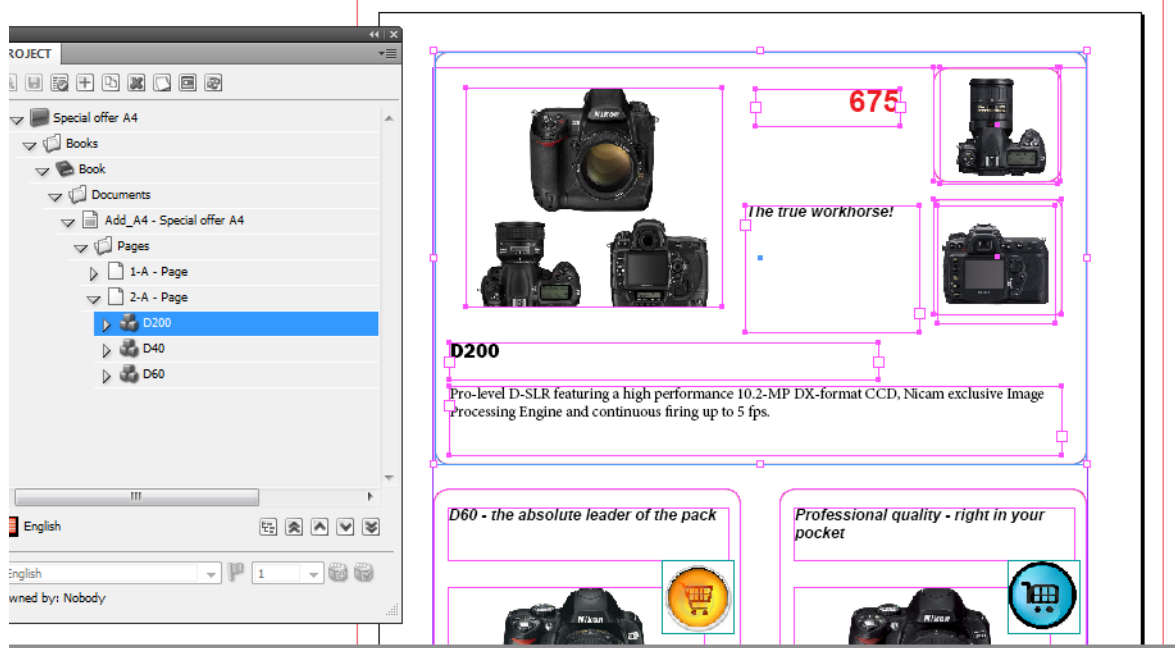 ROJECT
Special offer A4
Books
Book
Documents
Add_A4 - Special offer A4
Pages
1-A - Page
2-A - Page
D200
D40
D60
English
English
1
wned by: Nobody
NIKON
675
The true workhorse!
D200
Pro-level D-SLR featuring a high performance 10.2-MP DX-format CCD, Nicam exclusive Image
Processing Engine and continuous firing up to 5 fps.
D60 - the absolute leader of the pack
Professional quality - right in your
pocket
Nikon
Nikon